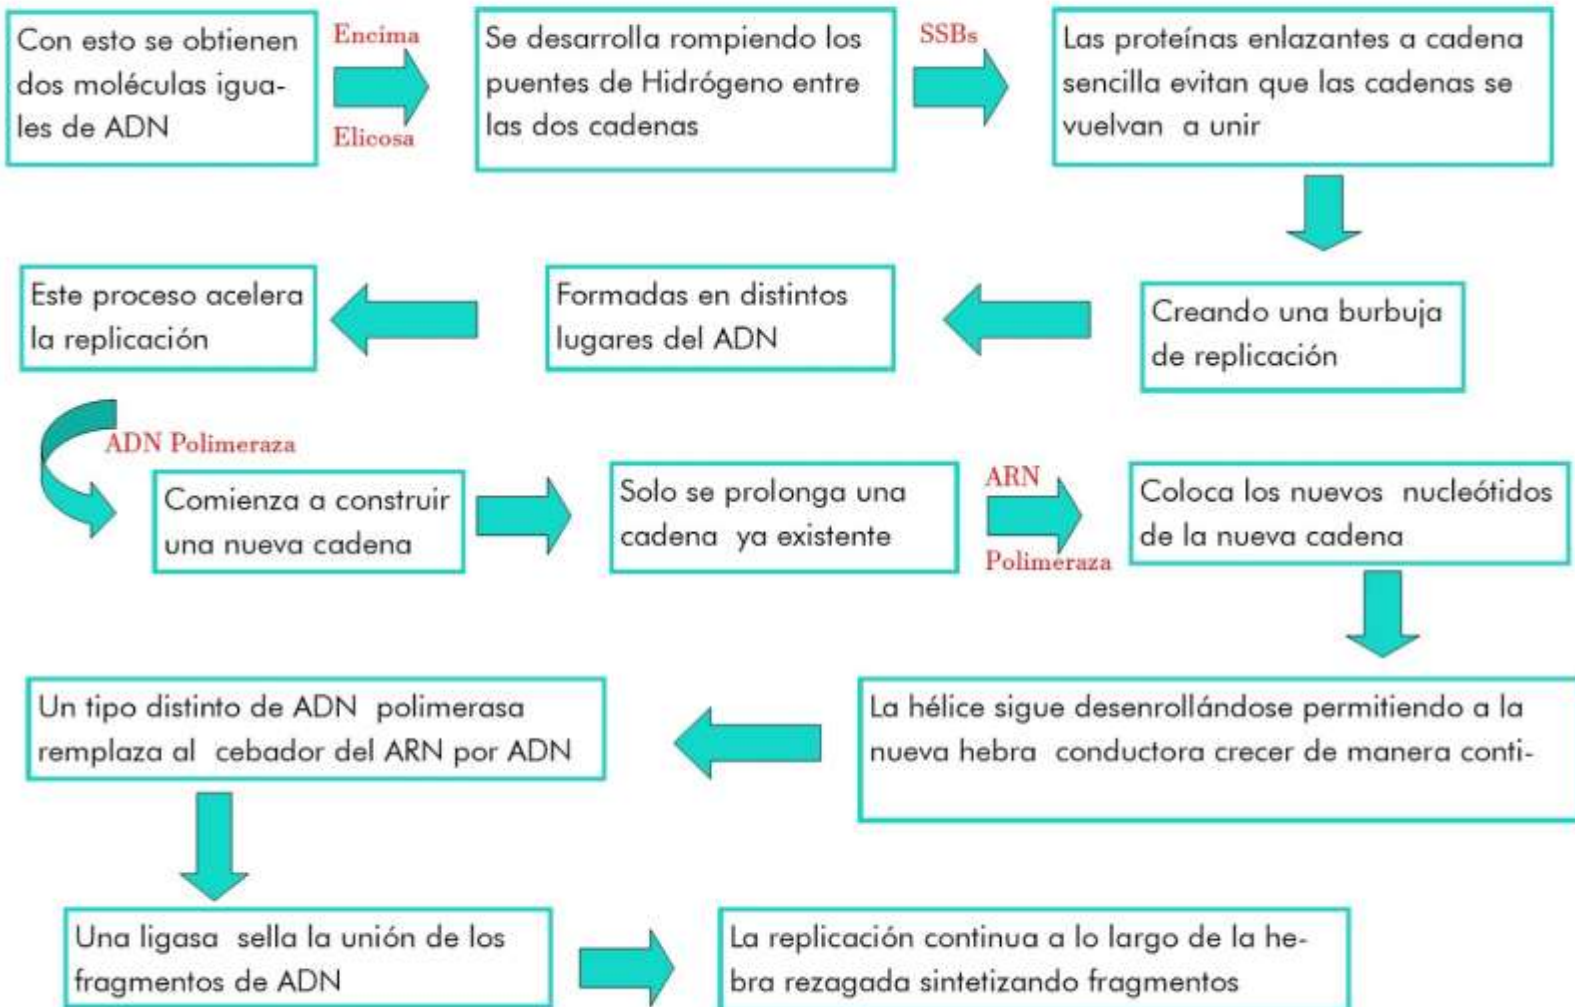 Con esto se obtienen
dos moléculas igua-
les de ADN
Encima
Elicosa
Se desarrolla rompiendo los
puentes de Hidrógeno entre
las dos cadenas
SSBs
Las proteínas enlazantes a cadena
sencilla evitan que las cadenas se
vuelvan a unir
Creando una burbuja
de replicación
Formadas en distintos
lugares del ADN
Este proceso acelera
la replicación
ADN Polimeraza
Comienza a construir
una nueva cadena
Solo se prolonga una
cadena ya existente
ARN
Polimeraza
Coloca los nuevos nucleótidos
de la nueva cadena
La hélice sigue desenrollándose permitiendo a la
nueva hebra conductora crecer de manera conti-
Un tipo distinto de ADN polimerasa
remplaza al cebador del ARN por ADN
Una ligasa sella la unión de los
fragmentos de ADN
La replicación continua a lo largo de la he-
bra rezagada sintetizando fragmentos